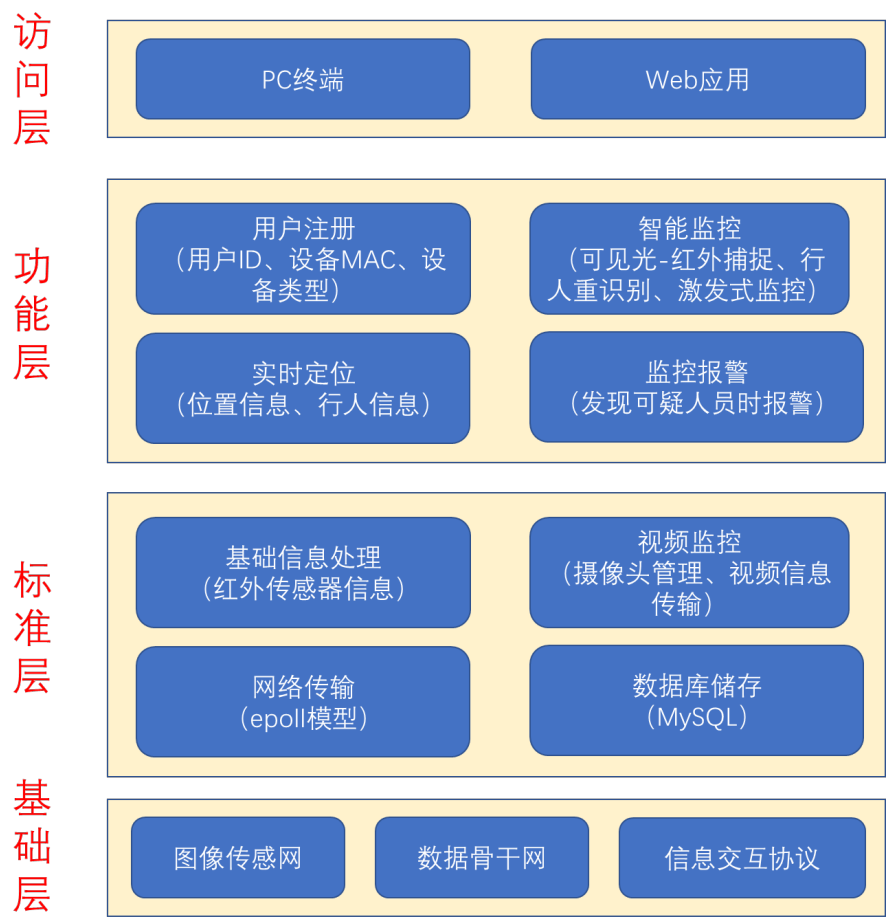 访问层
PC终端
Web应用
功能层
用户注册
（用户ID、设备MAC、设
备类型）
智能监控
（可见光-红外捕捉、行
人重识别、激发式监控）
实时定位
（位置信息、行人信息）
监控报警
（发现可疑人员时报警）
标准层
基础信息处理
（红外传感器信息）
视频监控
（摄像头管理、视频信息
传输）
网络传输
（epoll模型）
数据库储存
（MySQL）
基础层
图像传感网
数据骨干网
信息交互协议